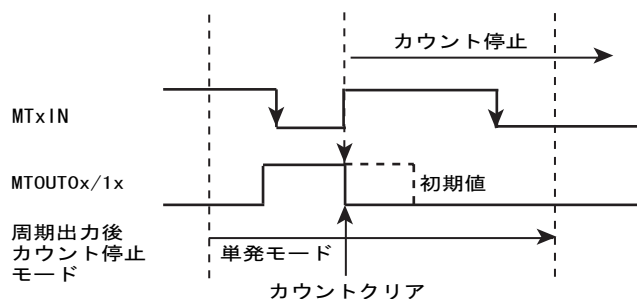 カウント停止
MTxIN
MTOUT0x/1x
初期値
周期出力後
カウント停止
モード
単発モード
カウントクリア